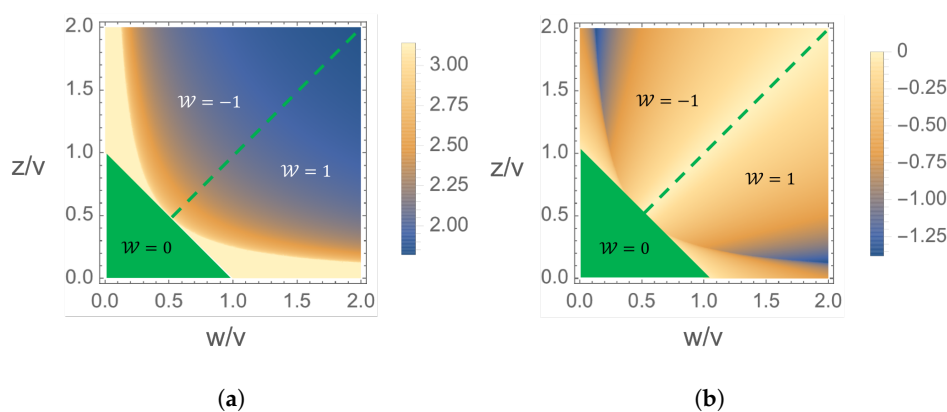 2.0
1.5
1.0
0.5
0.0
z/v
0.0 0.5 1.0 1.5 2.0
w/v
𝒲 = −1
𝒲 = 1
𝒲 = 0
3.00
2.75
2.50
2.25
2.00
(a)
2.0
1.5
1.0
0.5
0.0
z/v
0.0 0.5 1.0 1.5 2.0
w/v
𝒲 = −1
𝒲 = 1
𝒲 = 0
0
−0.25
−0.50
−0.75
−1.00
−1.25
(b)